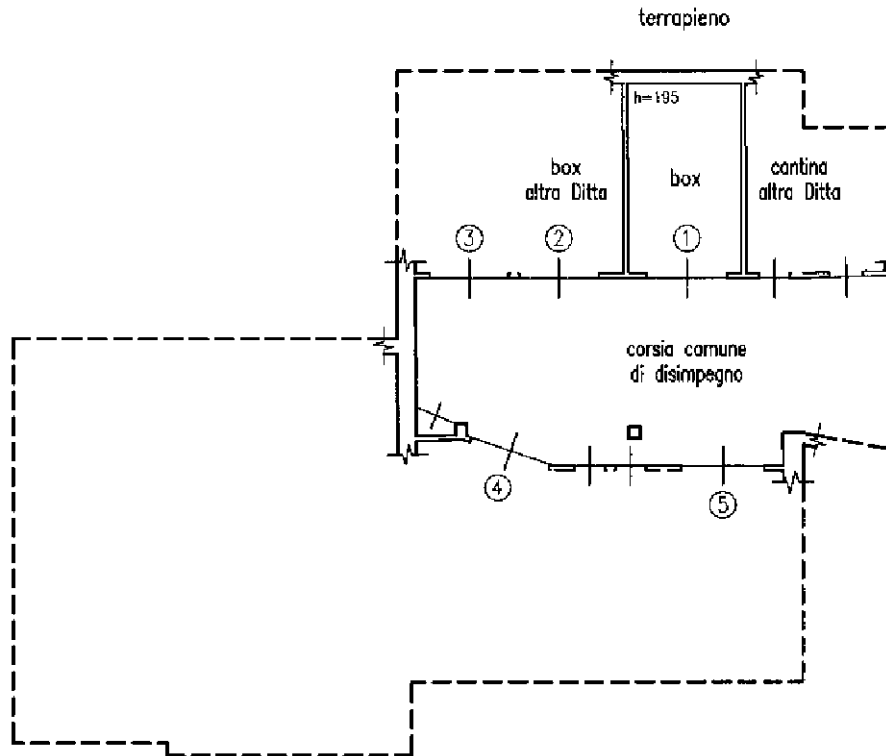 terrapieno
h=195
box
altra Ditta
box
cantina
altra Ditta
3
2
1
corsia comune
di disimpegno
4
5